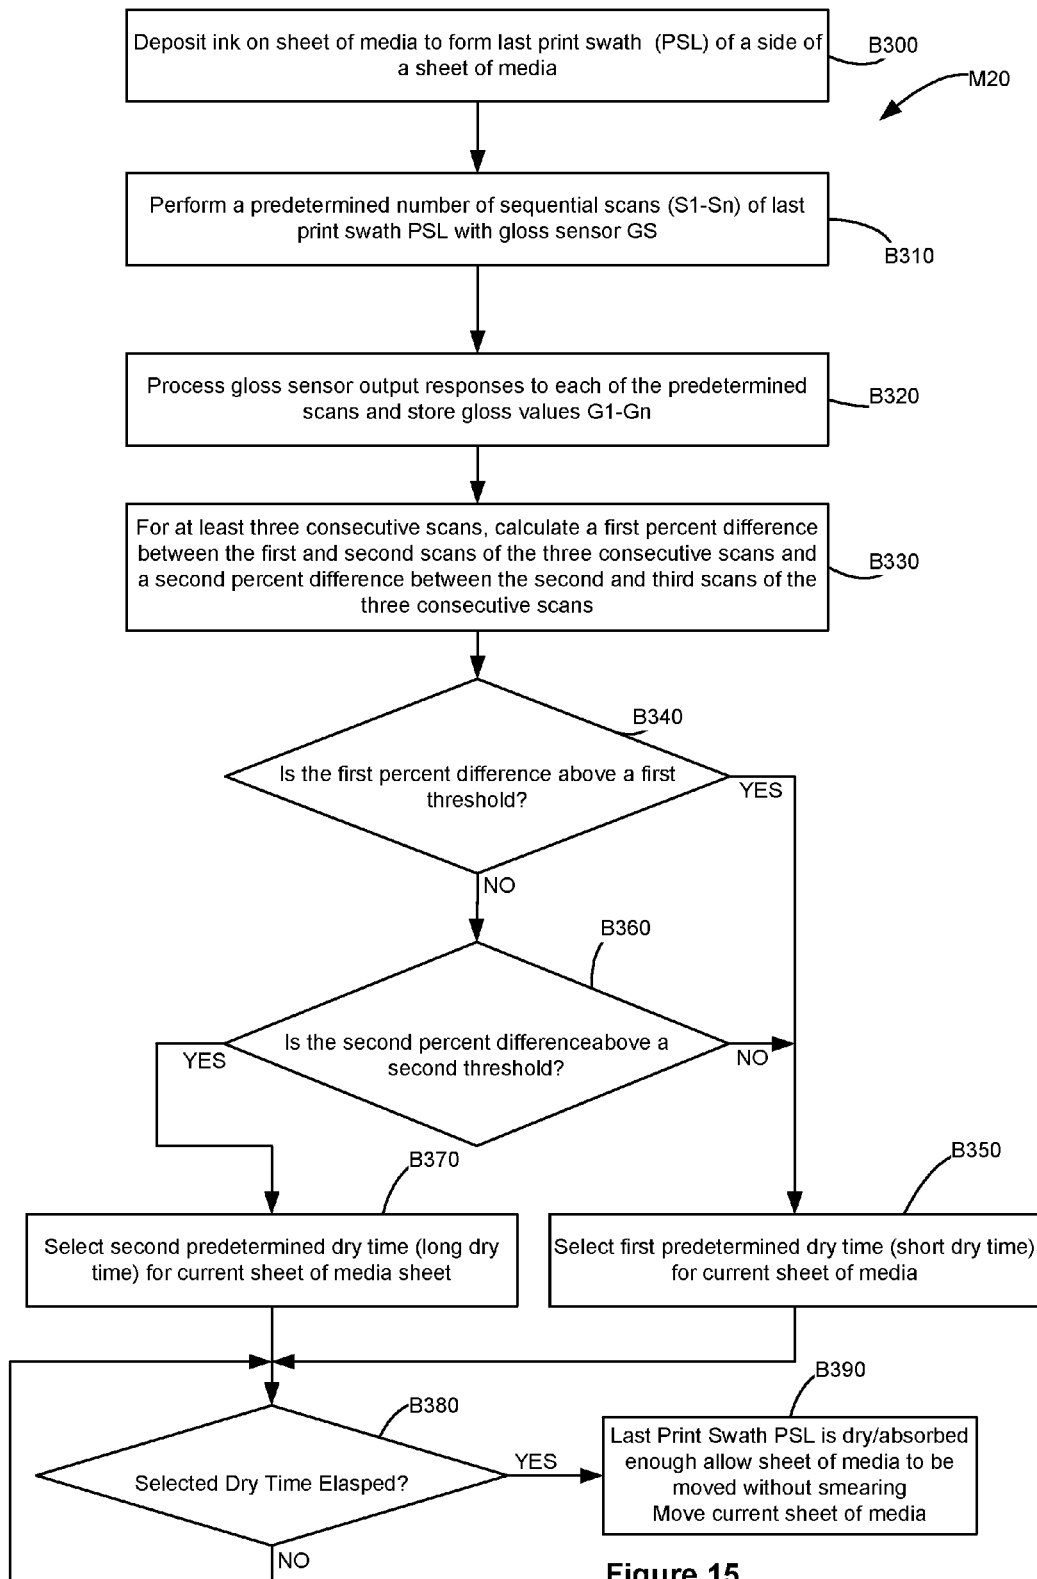 Deposit ink on sheet of media to form last print swath (PSL) of a side of
a sheet of media
B300
M20
Perform a predetermined number of sequential scans (S1-Sn) of last
print swath PSL with gloss sensor GS
B310
Process gloss sensor output responses to each of the predetermined
scans and store gloss values G1-Gn
B320
For at least three consecutive scans, calculate a first percent difference
between the first and second scans of the three consecutive scans and
a second percent difference between the second and third scans of the
three consecutive scans
B330
B340
Is the first percent difference above a first
threshold?
YES
NO
B360
Is the second percent differenceabove a
second threshold?
YES
NO
B370
B350
Select second predetermined dry time (long dry
time) for current sheet of media sheet
Select first predetermined dry time (short dry time)
for current sheet of media
B380
B390
Selected Dry Time Elasped?
YES
Last Print Swath PSL is dry/absorbed
enough allow sheet of media to be
moved without smearing
Move current sheet of media
NO
Figure 15